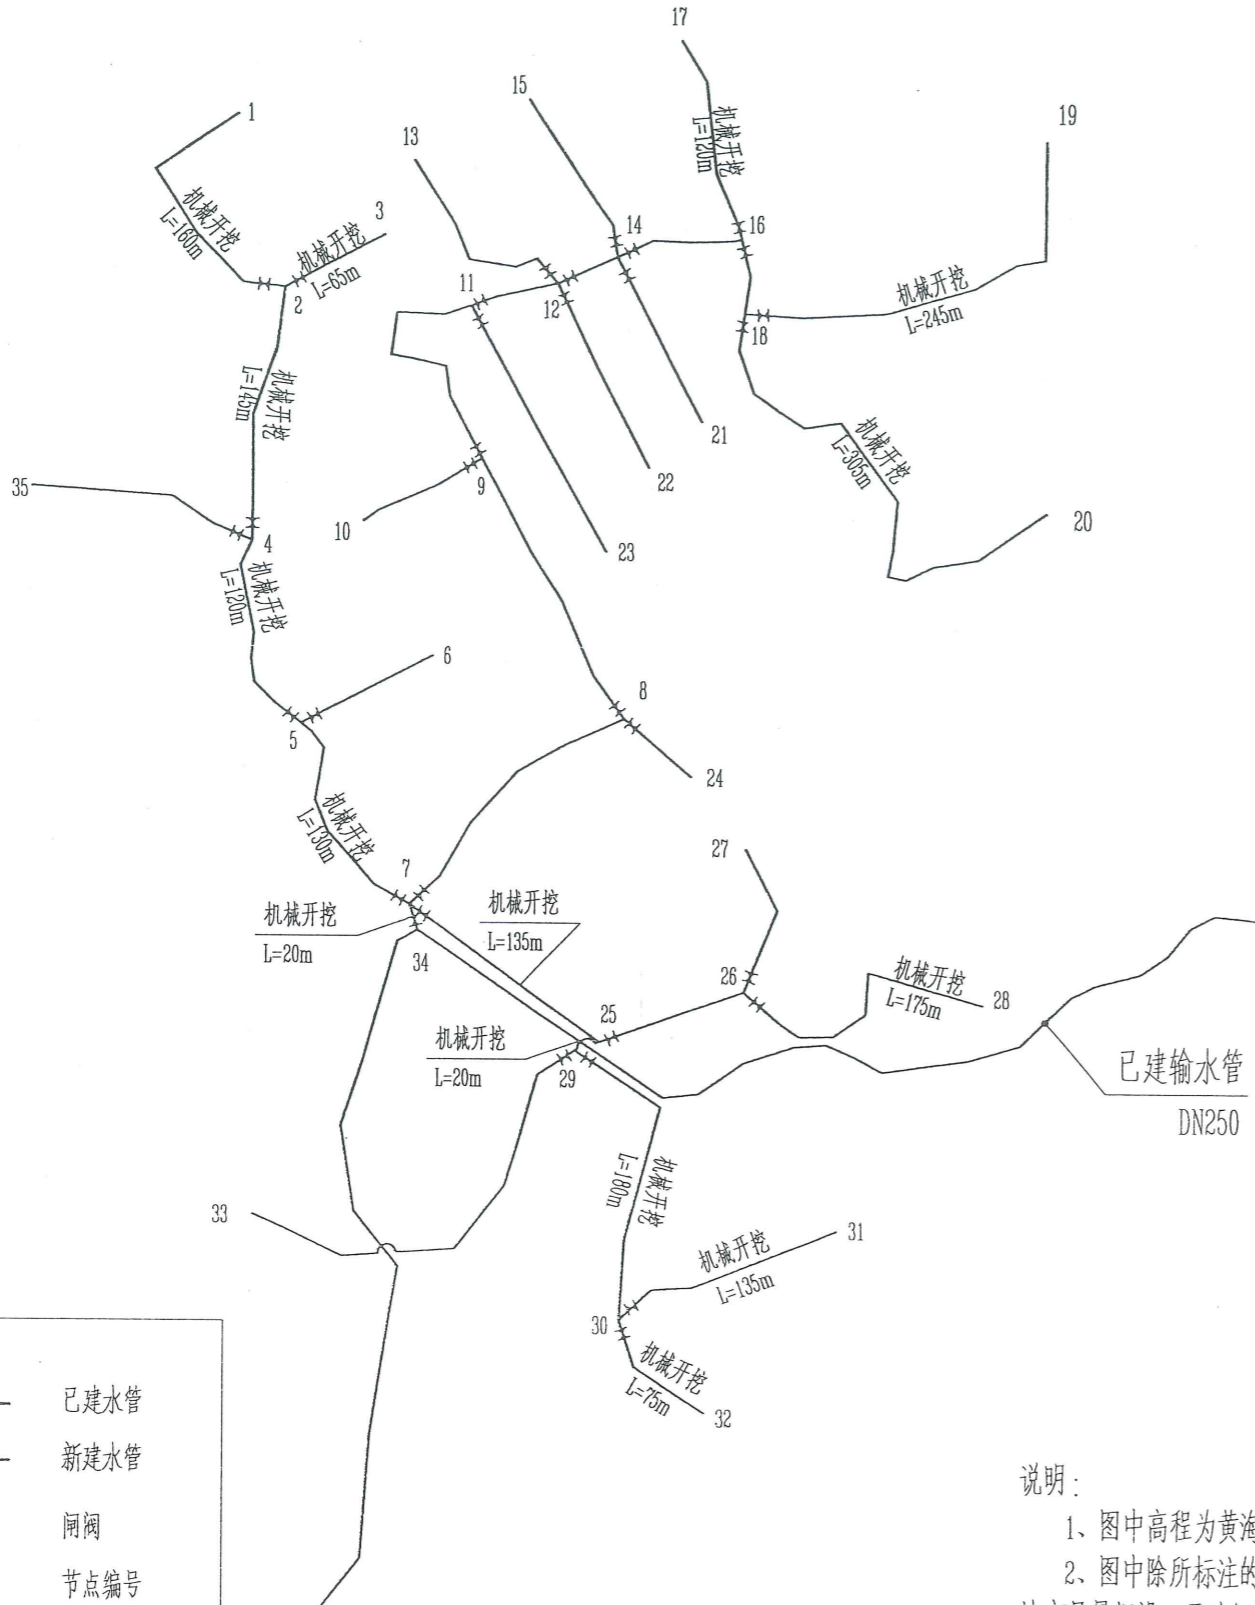 17
15
1
13
19
机械开挖
L=120m
机械开挖
L=160m
3
机械开挖
L=65m
2
14
16
11
12
机械开挖
L=245m
18
机械开挖
L=145m
21
机械开挖
L=305m
22
9
35
10
20
4
23
机械开挖
L=120m
6
8
5
24
机械开挖
L=130m
27
7
机械开挖
L=20m
机械开挖
L=135m
34
26
机械开挖
L=175m
28
25
机械开挖
L=20m
29
已建输水管
DN250
机械开挖
L=180m
33
机械开挖
L=135m
31
30
机械开挖
L=75m
32
已建水管
新建水管
闸阀
节点编号
说明:
1、图中高程为黄海
2、图中除所标注的